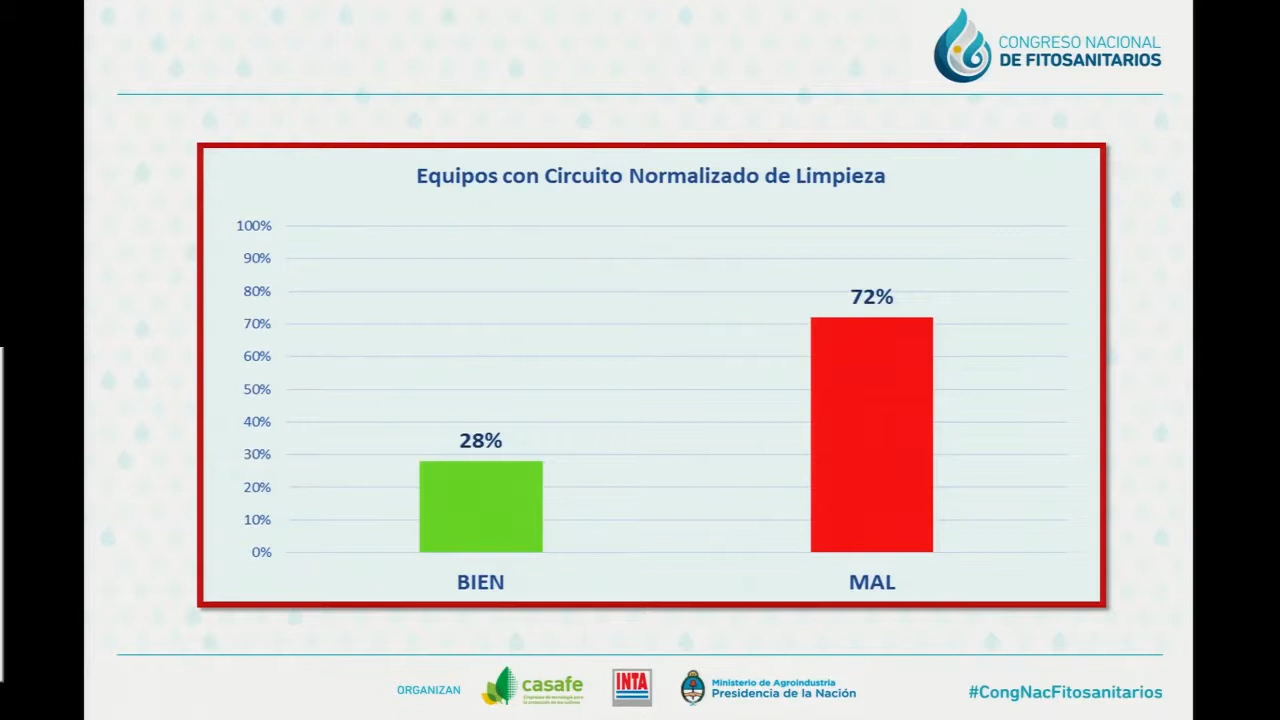 CONGRESO NACIONAL
DE FITOSANITARIOS
Equipos con Circuito Normalizado de Limpieza
100%
90%
80%
70%
60%
50%
40%
30%
20%
10%
0%
28%
72%
BIEN
MAL
ORGANIZAN
casafe
INTA
Ministerio de Agroindustria
Presidencia de la Nación
#CongNacFitosanitarios